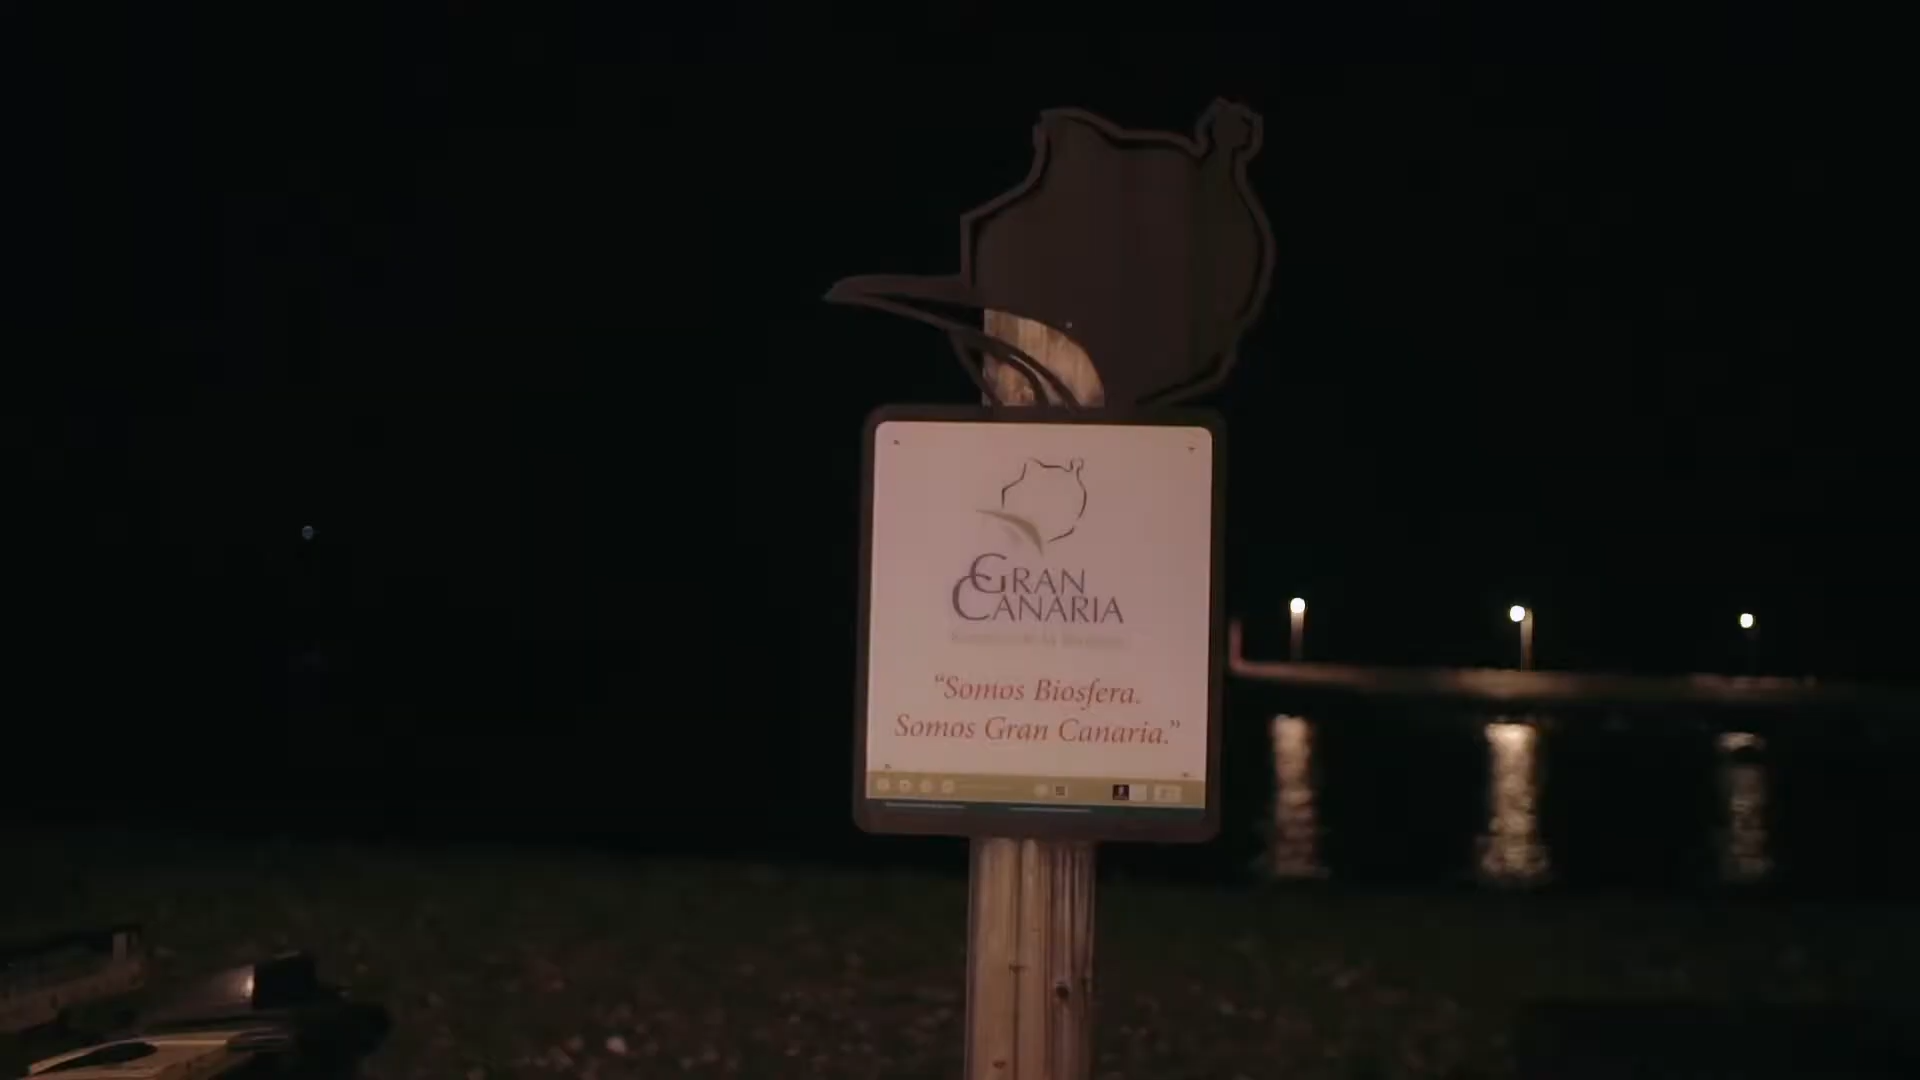 GRAN
CANARIA
“Somos Biosfera.
Somos Gran Canaria.”